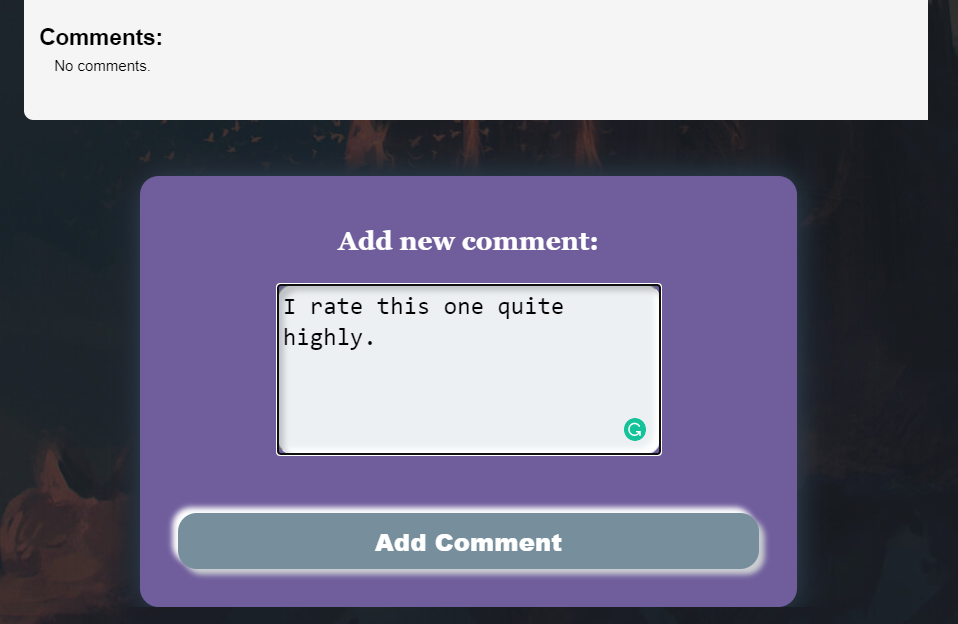 Comments:
No comments.
Add new comment:
I rate this one quite
highly.
Add Comment